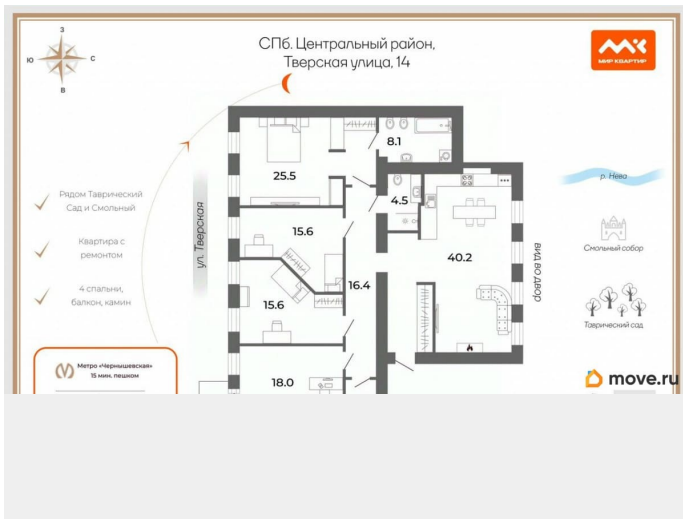 З
Ю
С
В
СПб. Центральный район,
Тверская улица, 14
МИР КВАРТИР
Рядом Таврический
Сад и Смольный
Квартира с
ремонтом
4 спальни,
балкон, камин
Метро «Чернышевская»
15 мин. пешком
ул. Тверская
25.5
8.1
4.5
15.6
40.2
16.4
15.6
18.0
вид во двор
р. Нева
Смольный собор
Таврический сад
move.ru